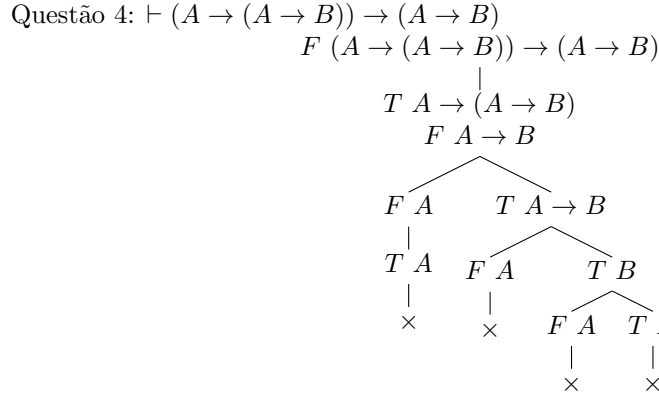 Questão 4: ⊢ (A → (A → B)) → (A → B)
F (A → (A → B)) → (A → B)
T A → (A → B)
F A → B
F A T A → B
T A F A T B
× × F A T
× ×